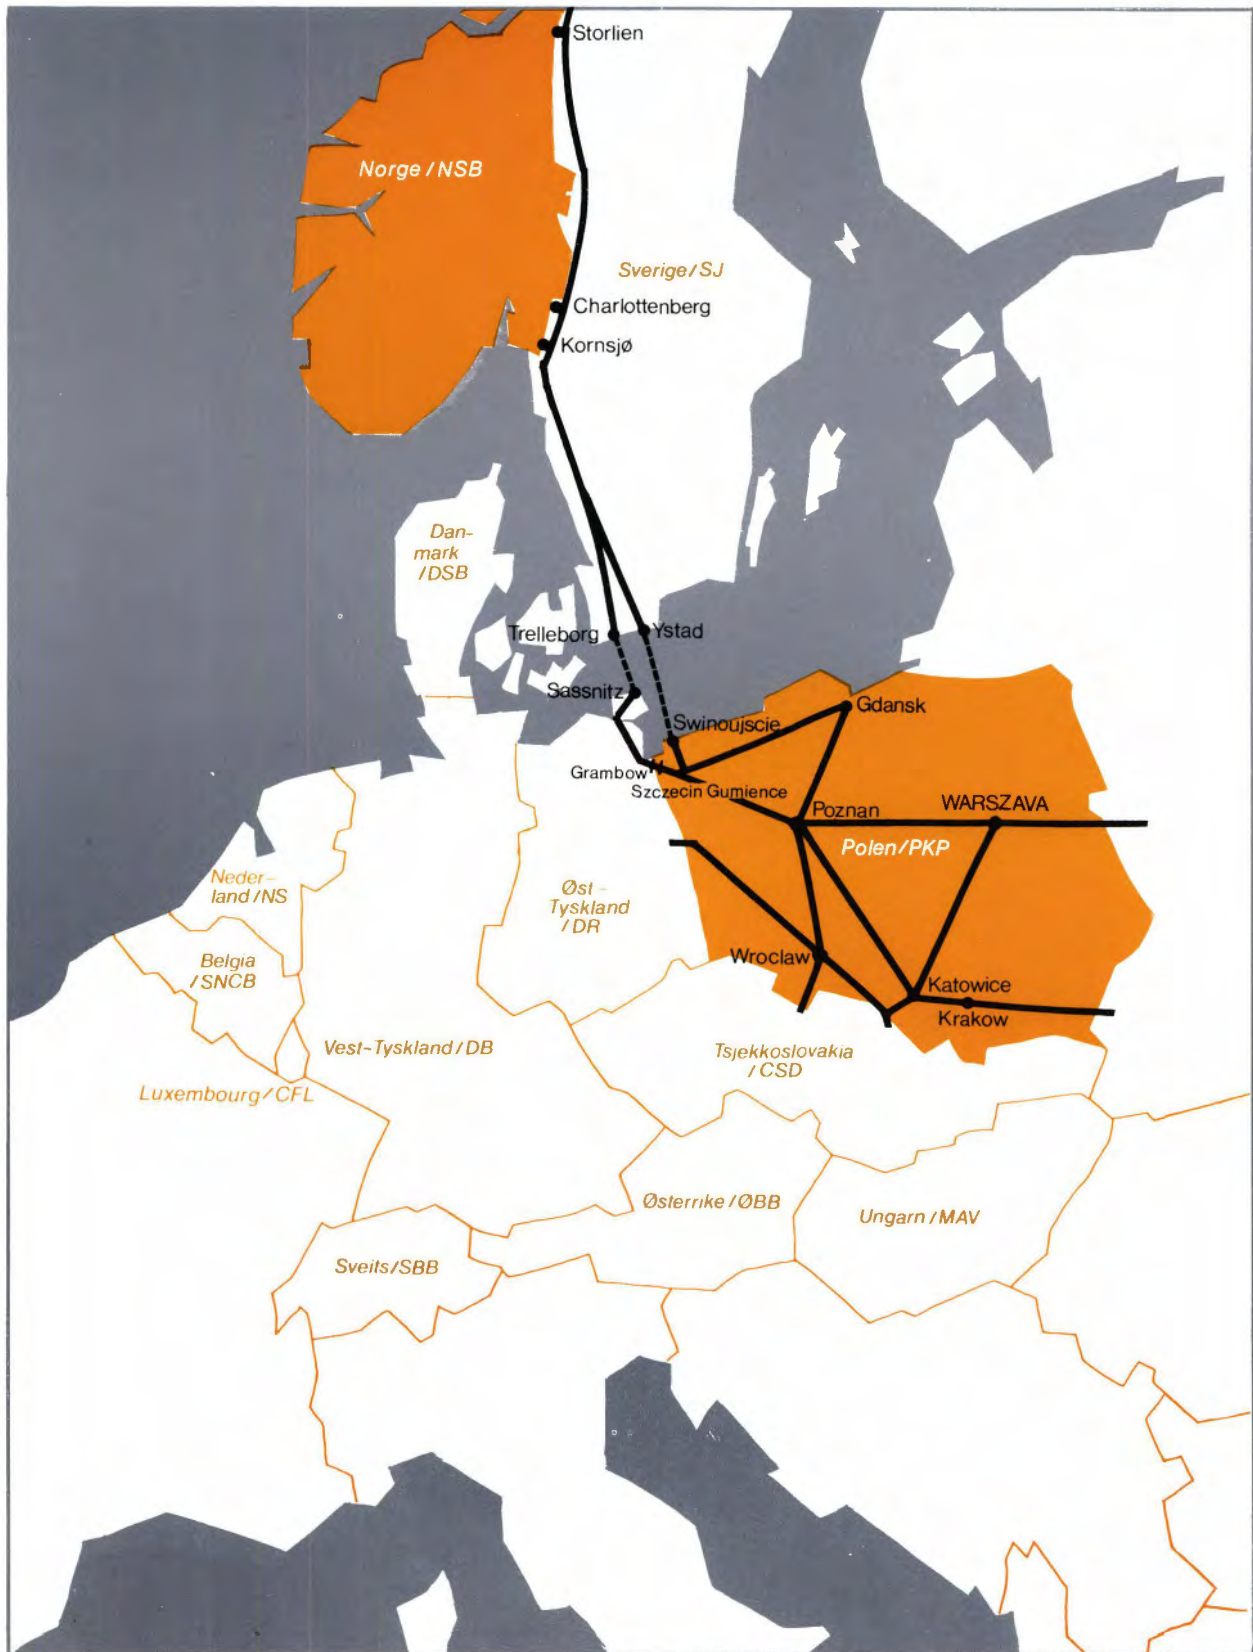 Storlien
Norge/NSB
Sverige/SJ
Charlottenberg
Kornsjø
Dan-
mark
/DSB
Trelleborg
Ystad
Sassnitz
Gdansk
Swinoujscie
Grambow
Szczecin Gumience
Poznan
WARSZAVA
Polen/PKP
Neder-
land/NS
Øst-
Tyskland
/DR
Belgia
/SNCB
Wroclaw
Katowice
Krakow
Vest-Tyskland/DB
Tsjekkoslovakia
/CSD
Luxembourg/CFL
Østerrike/ØBB
Ungarn/MAV
Sveits/SBB